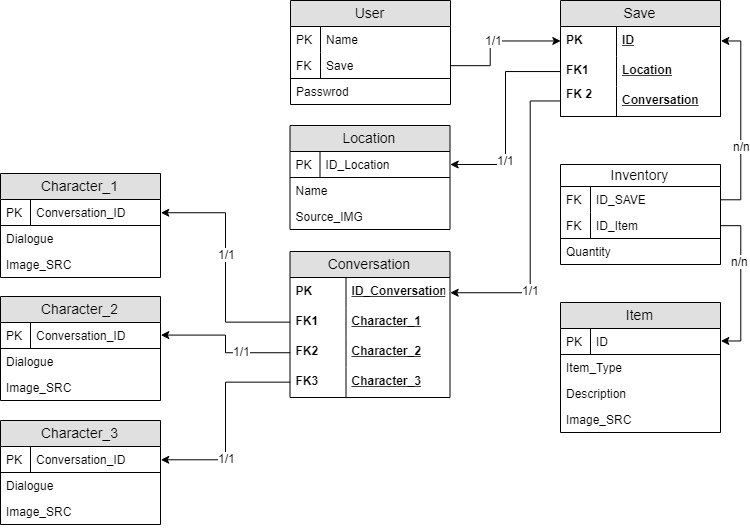 User
PK Name
FK Save
Passwrod
1/1
Save
PK ID
FK1 Location
FK 2 Conversation
Location
PK ID_Location
Name
Source_IMG
1/1
n/n
Inventory
FK ID_SAVE
FK ID_Item
Quantity
n/n
Character_1
PK Conversation_ID
Dialogue
Image_SRC
1/1
Conversation
PK ID_Conversation
FK1 Character_1
FK2 Character_2
FK3 Character_3
1/1
Character_2
PK Conversation_ID
Dialogue
Image_SRC
1/1
Item
PK ID
Item_Type
Description
Image_SRC
Character_3
PK Conversation_ID
Dialogue
Image_SRC
1/1